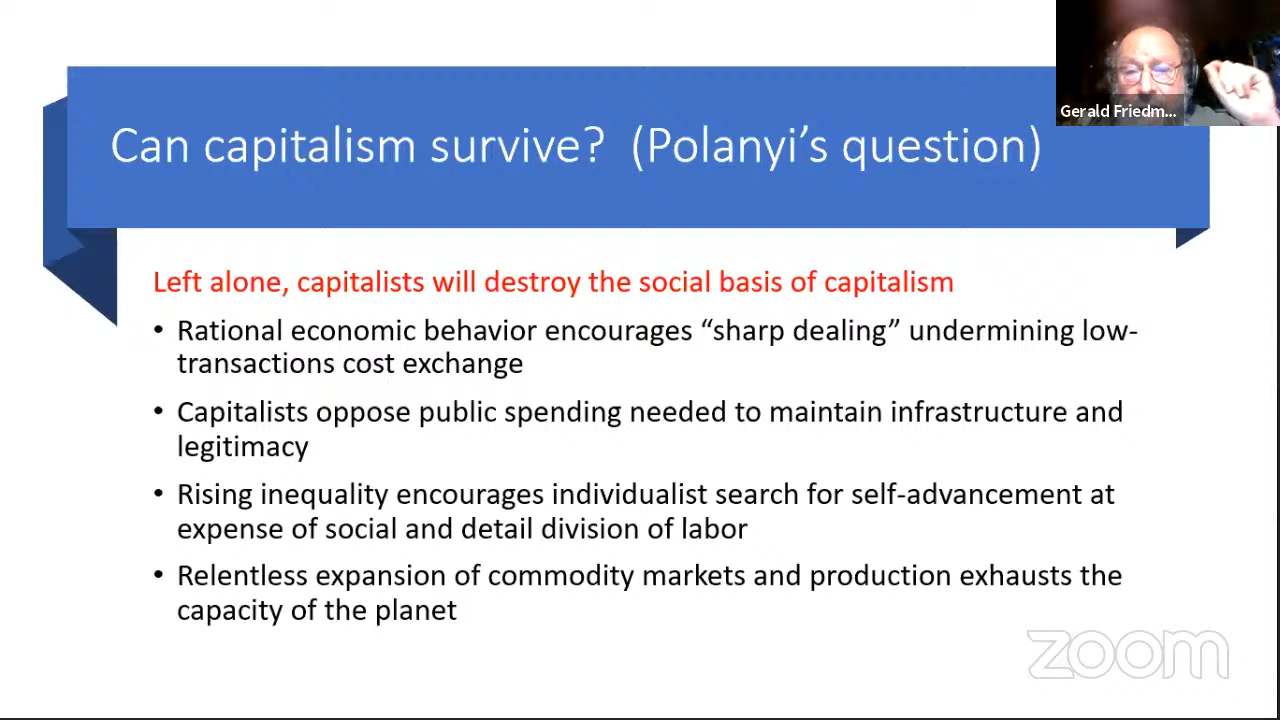 Can capitalism survive? (Polanyi’s question)
Gerald Friedm...
Left alone, capitalists will destroy the social basis of capitalism
• Rational economic behavior encourages “sharp dealing” undermining low-
transactions cost exchange
• Capitalists oppose public spending needed to maintain infrastructure and
legitimacy
• Rising inequality encourages individualist search for self-advancement at
expense of social and detail division of labor
• Relentless expansion of commodity markets and production exhausts the
capacity of the planet
zoom